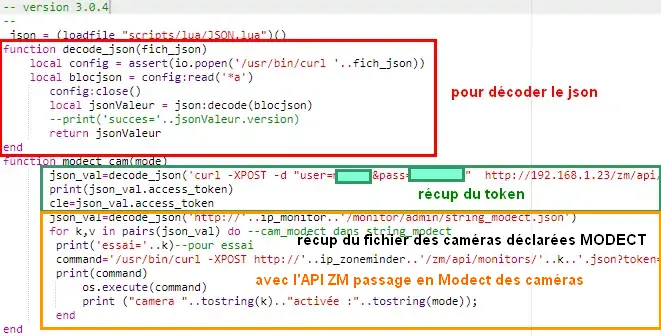 -- version 3.0.4
--
json = (loadfile "scripts/lua/JSON.lua")()
function decode_json(fich_json)
local config = assert(io.popen('/usr/bin/curl '..fich_json))
local blocjson = config:read('*a')
config:close()
local jsonValeur = json:decode(blocjson)
--print('succes='..jsonValeur.version)
return jsonValeur
end
pour décoder le json
function modect_cam(mode)
json_val=decode_json('curl -XPOST -d "user= &pass= " http://192.168.1.23/zm/api/
print(json_val.access_token)
cle=json_val.access_token
récup du token
json_val=decode_json('http://'..ip_monitor..'/monitor/admin/string_modect.json')
for k,v in pairs(json_val) do --cam_modect dans string_modect
print('essai='..k)--pour essai
récup du fichier des caméras déclarées MODECT
command='/usr/bin/curl -XPOST http://'..ip_zoneminder..'/zm/api/monitors/'..k..'.json?token=
print(command)
avec l'API ZM passage en Modect des caméras
os.execute(command)
print ("camera "..tostring(k).."activée :"..tostring(mode));
end
end